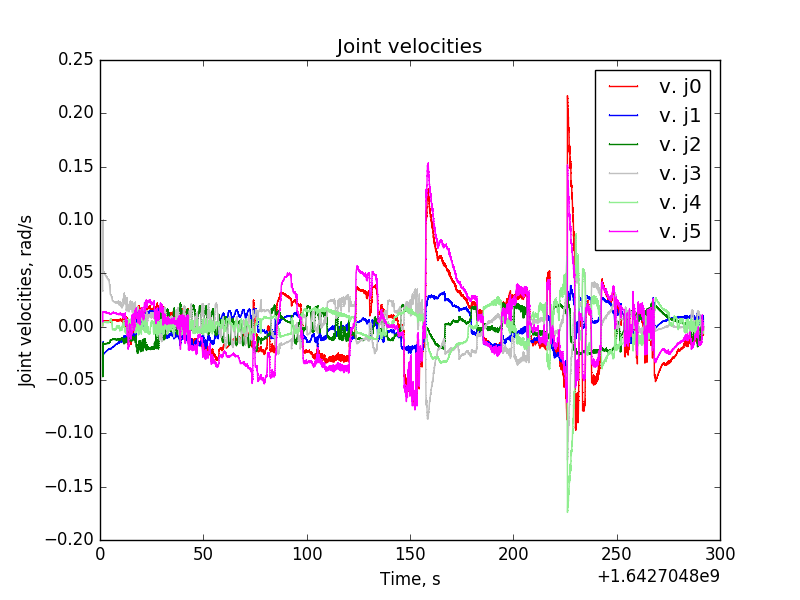 Joint velocities
0.25
0.20
0.15
0.10
0.05
0.00
−0.05
−0.10
−0.15
−0.20
Joint velocities, rad/s
v. j0
v. j1
v. j2
v. j3
v. j4
v. j5
0 50 100 150 200 250 300
Time, s
+1.6427048e9